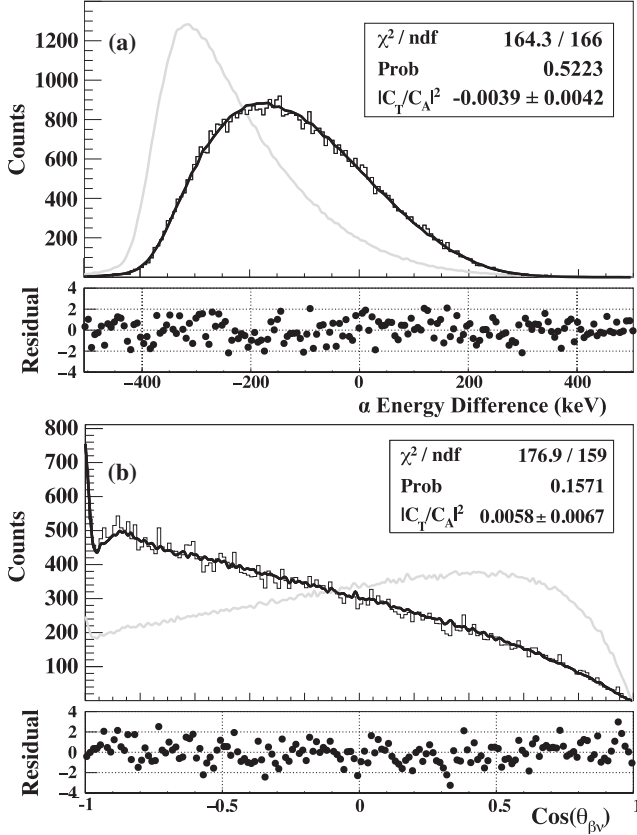 1200
1000
800
600
400
200
Counts
(a)
χ² / ndf 164.3 / 166
Prob 0.5223
|C_T/C_A|² -0.0039 ± 0.0042
4
2
0
−2
−4
Residual
−400 −200 0 200 400
α Energy Difference (keV)
800
700
600
500
400
300
200
100
Counts
(b)
χ² / ndf 176.9 / 159
Prob 0.1571
|C_T/C_A|² 0.0058 ± 0.0067
4
2
0
−2
−4
Residual
-1 −0.5 0 0.5 1
Cos(θ_βν)